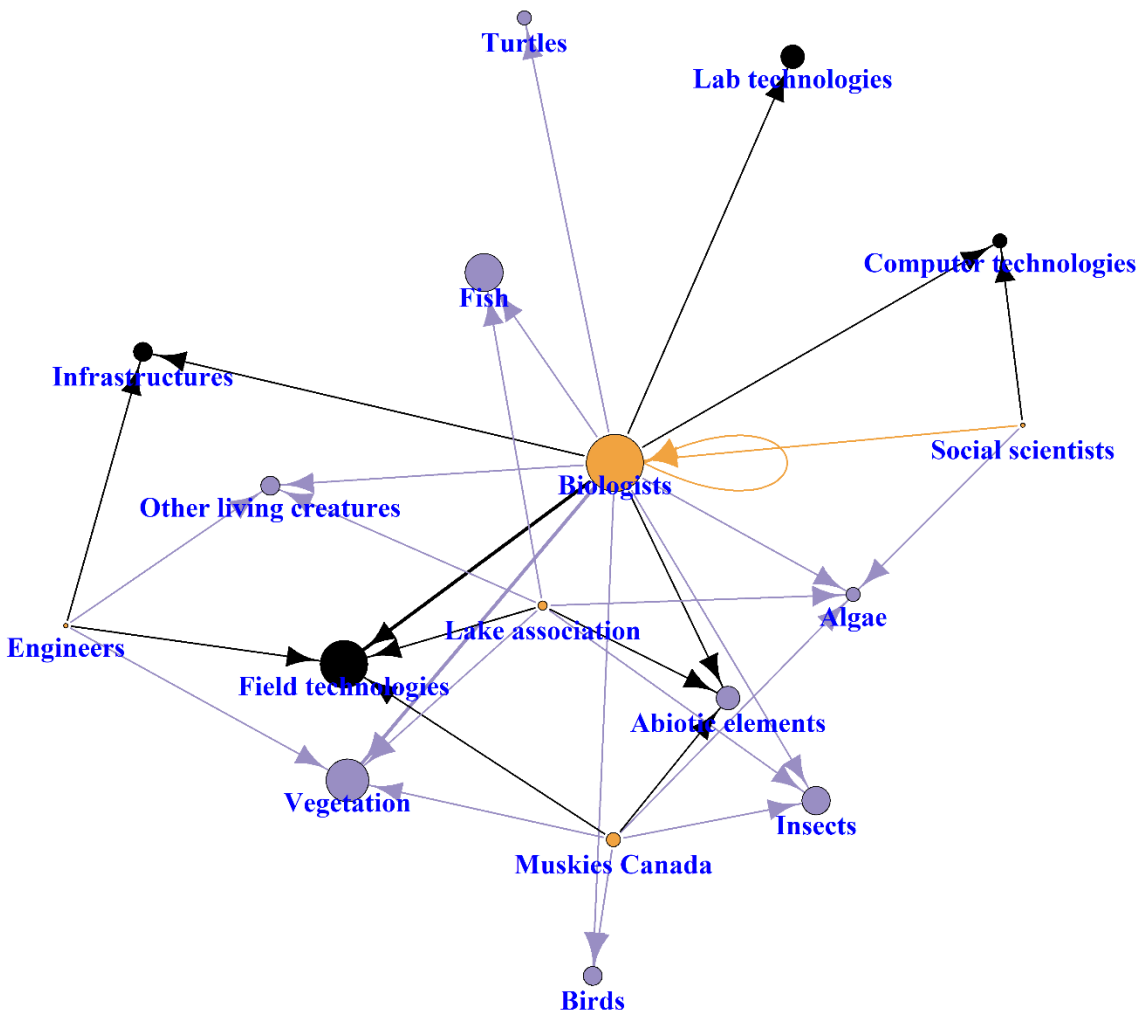 Turtles
Lab technologies
Computer technologies
Fish
Infrastructures
Social scientists
Biologists
Other living creatures
Algae
Lake association
Engineers
Field technologies
Abiotic elements
Vegetation
Insects
Muskies Canada
Birds